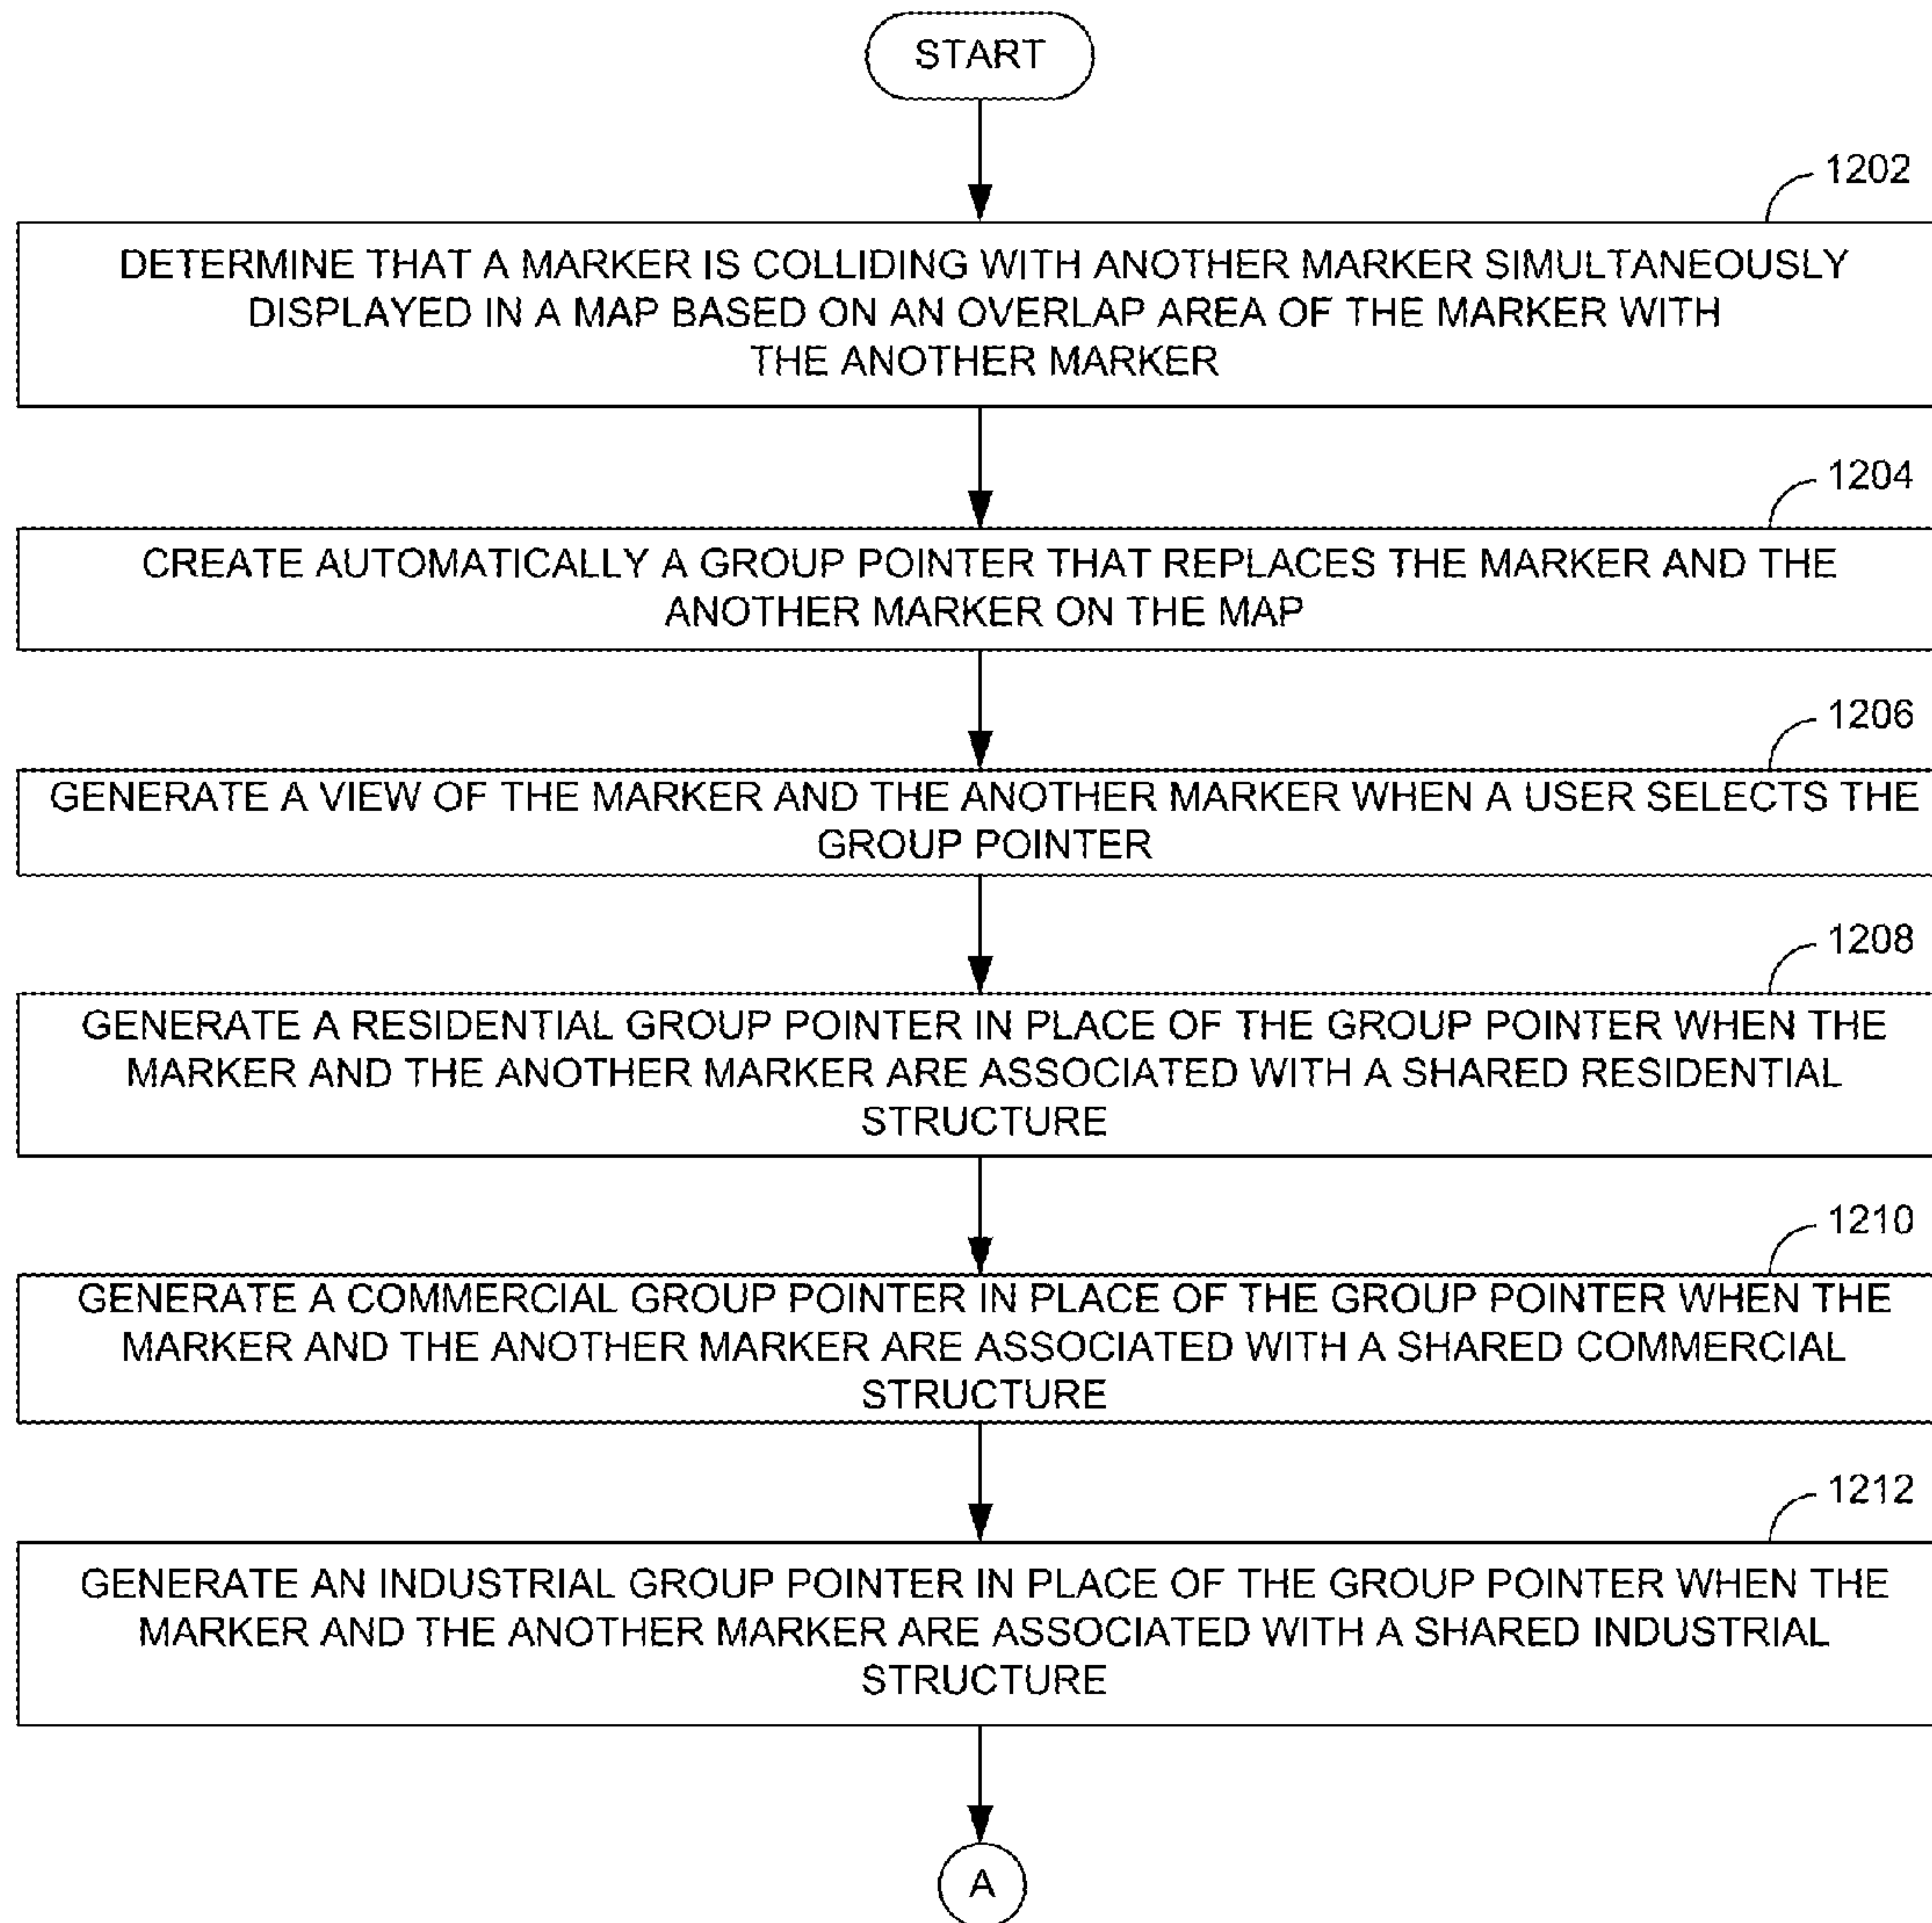 START
1202
DETERMINE THAT A MARKER IS COLLIDING WITH ANOTHER MARKER SIMULTANEOUSLY
DISPLAYED IN A MAP BASED ON AN OVERLAP AREA OF THE MARKER WITH
THE ANOTHER MARKER
1204
CREATE AUTOMATICALLY A GROUP POINTER THAT REPLACES THE MARKER AND THE
ANOTHER MARKER ON THE MAP
1206
GENERATE A VIEW OF THE MARKER AND THE ANOTHER MARKER WHEN A USER SELECTS THE
GROUP POINTER
1208
GENERATE A RESIDENTIAL GROUP POINTER IN PLACE OF THE GROUP POINTER WHEN THE
MARKER AND THE ANOTHER MARKER ARE ASSOCIATED WITH A SHARED RESIDENTIAL
STRUCTURE
1210
GENERATE A COMMERCIAL GROUP POINTER IN PLACE OF THE GROUP POINTER WHEN THE
MARKER AND THE ANOTHER MARKER ARE ASSOCIATED WITH A SHARED COMMERCIAL
STRUCTURE
1212
GENERATE AN INDUSTRIAL GROUP POINTER IN PLACE OF THE GROUP POINTER WHEN THE
MARKER AND THE ANOTHER MARKER ARE ASSOCIATED WITH A SHARED INDUSTRIAL
STRUCTURE
A